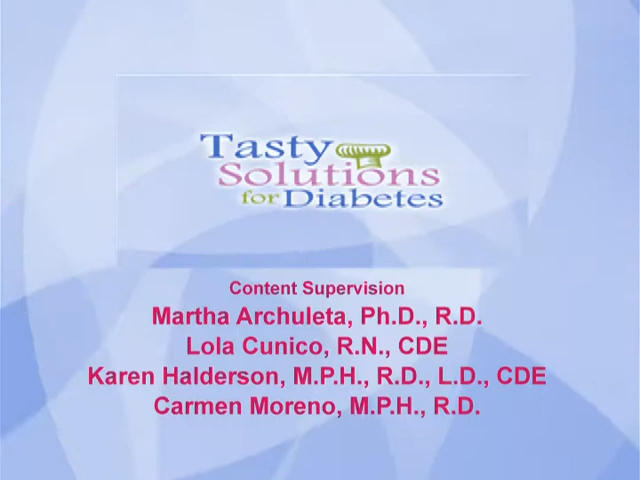 Tasty
Solutions
for Diabetes
Content Supervision
Martha Archuleta, Ph.D., R.D.
Lola Cunico, R.N., CDE
Karen Halderson, M.P.H., R.D., L.D., CDE
Carmen Moreno, M.P.H., R.D.